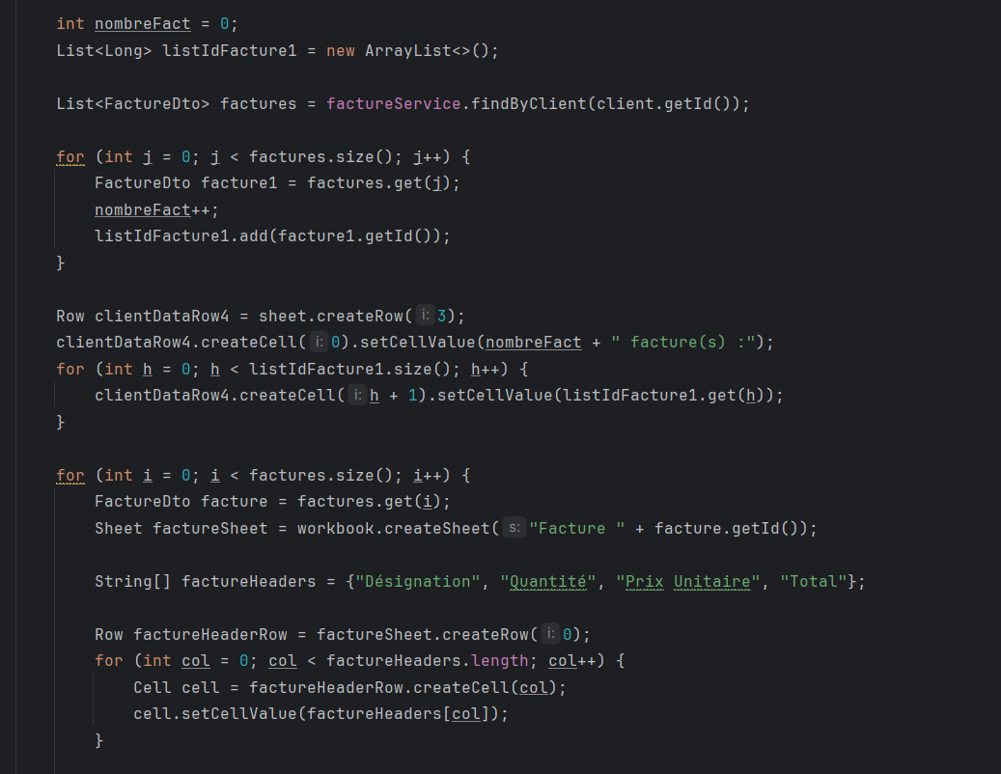 int nombreFact = 0;
List<Long> listIdFacture1 = new ArrayList<>();
List<FactureDto> factures = factureService.findByClient(client.getId());
for (int j = 0; j < factures.size(); j++) {
FactureDto facture1 = factures.get(j);
nombreFact++;
listIdFacture1.add(facture1.getId());
}
Row clientDataRow4 = sheet.createRow( i: 3);
clientDataRow4.createCell( i: 0).setCellValue(nombreFact + " facture(s) :");
for (int h = 0; h < listIdFacture1.size(); h++) {
clientDataRow4.createCell( i: h + 1).setCellValue(listIdFacture1.get(h));
}
for (int i = 0; i < factures.size(); i++) {
FactureDto facture = factures.get(i);
Sheet factureSheet = workbook.createSheet( s: "Facture " + facture.getId());
String[] factureHeaders = {"Désignation", "Quantité", "Prix Unitaire", "Total"};
Row factureHeaderRow = factureSheet.createRow( i: 0);
for (int col = 0; col < factureHeaders.length; col++) {
Cell cell = factureHeaderRow.createCell(col);
cell.setCellValue(factureHeaders[col]);
}